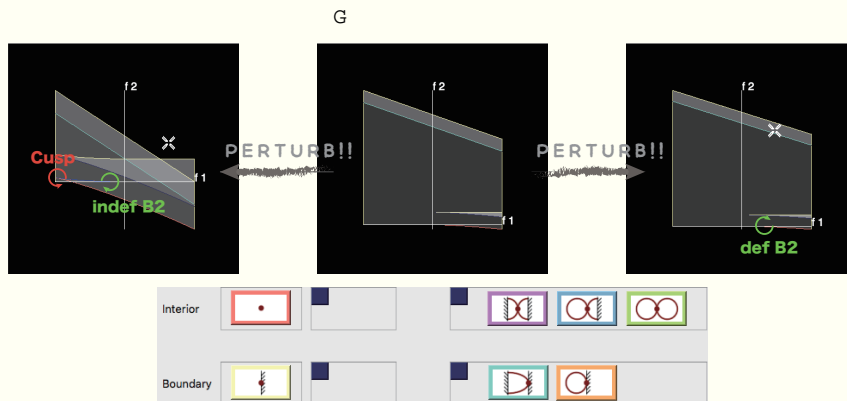 G
f2
f2
f2
Cusp
indef B2
f1
PERTURB!!
f1
PERTURB!!
f1
def B2
Interior
Boundary